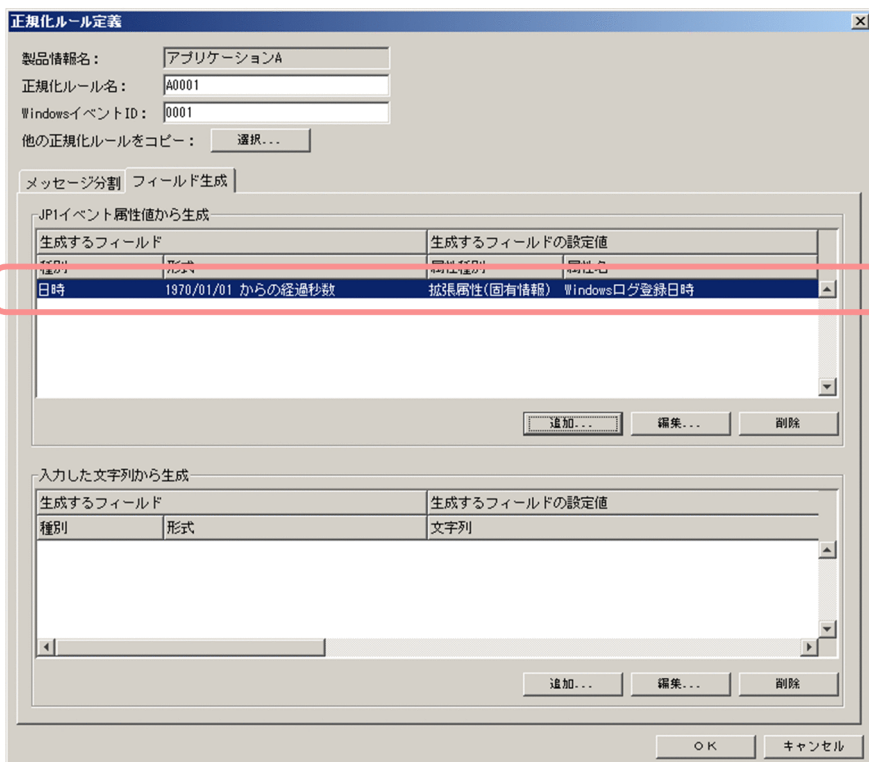 正規化ルール定義
製品情報名： アプリケーションA
正規化ルール名： A0001
WindowsイベントID： 0001
他の正規化ルールをコピー： 選択...
メッセージ分割 フィールド生成
JP1イベント属性値から生成
生成するフィールド 生成するフィールドの設定値
種別 形式 属性種別 属性名
日時 1970/01/01 からの経過秒数 拡張属性(固有情報) Windowsログ登録日時
追加... 編集... 削除
入力した文字列から生成
生成するフィールド 生成するフィールドの設定値
種別 形式 文字列
追加... 編集... 削除
ＯＫ キャンセル